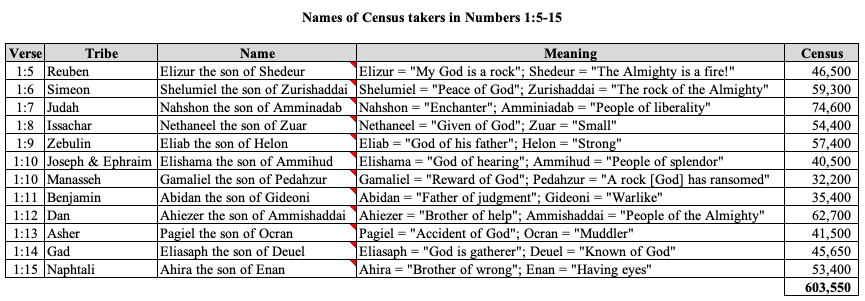 Names of Census takers in Numbers 1:5-15
Verse Tribe Name Meaning Census
1:5 Reuben Elizur the son of Shedeur Elizur = "My God is a rock"; Shedeur = "The Almighty is a fire!" 46,500
1:6 Simeon Shelumiel the son of Zurishaddai Shelumiel = "Peace of God"; Zurishaddai = "The rock of the Almighty" 59,300
1:7 Judah Nahshon the son of Amminadab Nahshon = "Enchanter"; Amminiadab = "People of liberality" 74,600
1:8 Issachar Nethaneel the son of Zuar Nethaneel = "Given of God"; Zuar = "Small" 54,400
1:9 Zebulin Eliab the son of Helon Eliab = "God of his father"; Helon = "Strong" 57,400
1:10 Joseph & Ephraim Elishama the son of Ammihud Elishama = "God of hearing"; Ammihud = "People of splendor" 40,500
1:10 Manasseh Gamaliel the son of Pedahzur Gamaliel = "Reward of God"; Pedahzur = "A rock [God] has ransomed" 32,200
1:11 Benjamin Abidan the son of Gideoni Abidan = "Father of judgment"; Gideoni = "Warlike" 35,400
1:12 Dan Ahiezer the son of Ammishaddai Ahiezer = "Brother of help"; Ammishaddai = "People of the Almighty" 62,700
1:13 Asher Pagiel the son of Ocran Pagiel = "Accident of God"; Ocran = "Muddler" 41,500
1:14 Gad Eliasaph the son of Deuel Eliasaph = "God is gatherer"; Deuel = "Known of God" 45,650
1:15 Naphtali Ahira the son of Enan Ahira = "Brother of wrong"; Enan = "Having eyes" 53,400
603,550